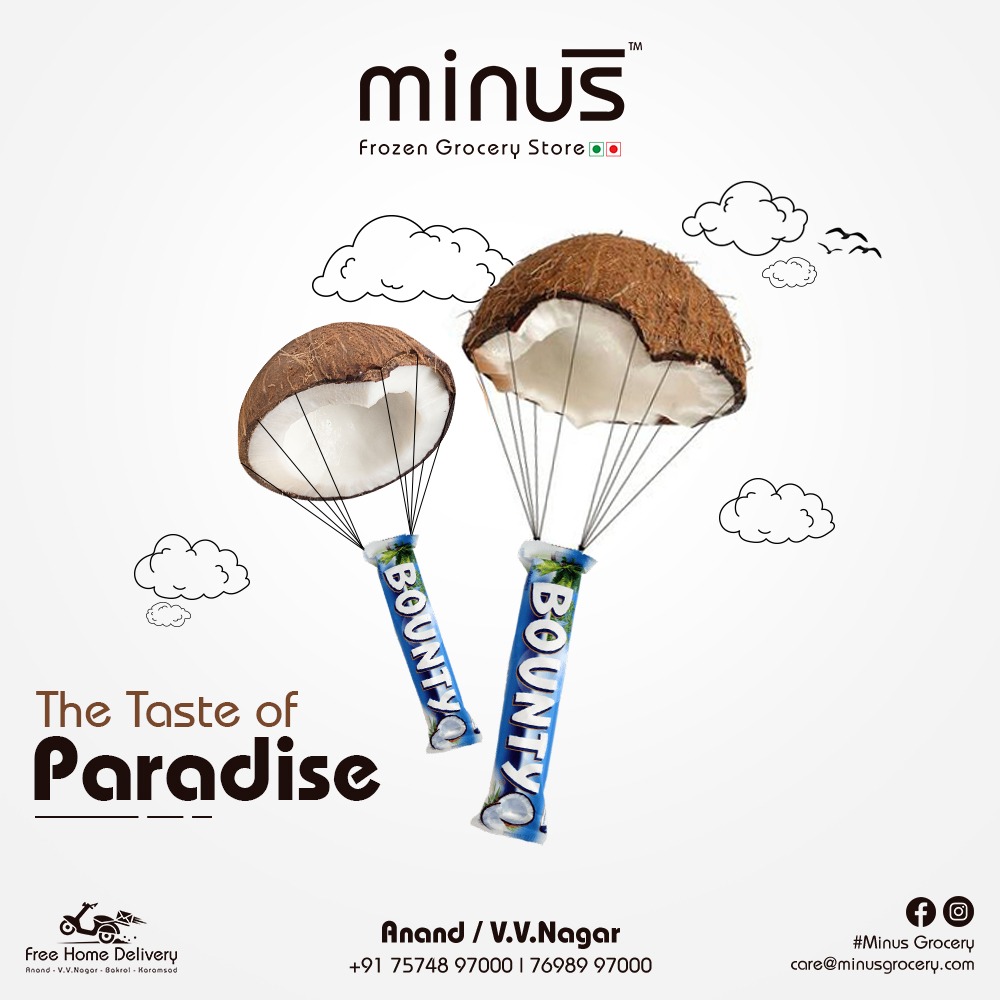 minus™
Frozen Grocery Store
BOUNTY
BOUNTY
The Taste of
Paradise
Free Home Delivery
Anand - V.V.Nagar - Bakrol - Karamsad
Anand / V.V.Nagar
+91 75748 97000 | 76989 97000
#Minus Grocery
care@minusgrocery.com